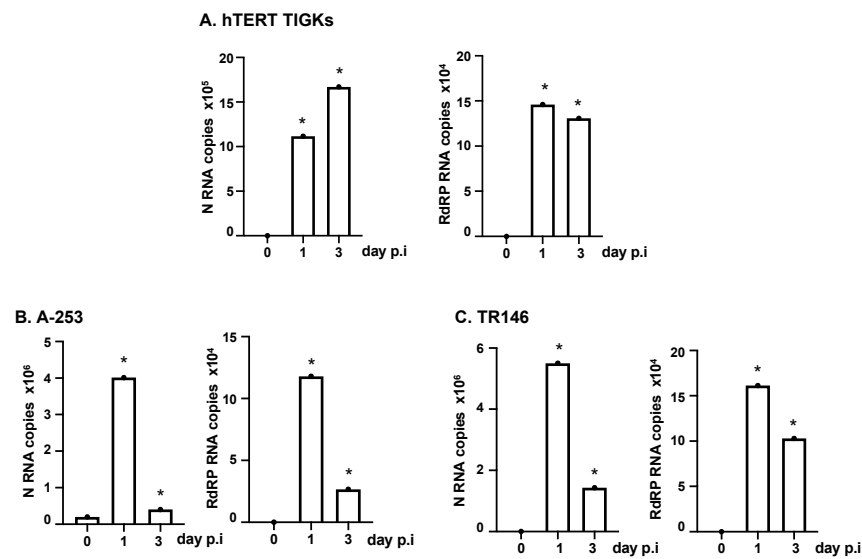 A. hTERT TIGKs
N RNA copies x10⁵
20
15
10
5
0
*
*
0 1 3 day p.i
RdRP RNA copies x10⁴
20
15
10
5
0
*
*
0 1 3 day p.i
B. A-253
N RNA copies x10⁶
5
4
3
2
1
0
*
*
0 1 3 day p.i
RdRP RNA copies x10⁴
15
10
5
0
*
*
0 1 3 day p.i
C. TR146
N RNA copies x10⁶
6
4
2
0
*
*
0 1 3 day p.i
RdRP RNA copies x10⁴
20
15
10
5
0
*
*
0 1 3 day p.i